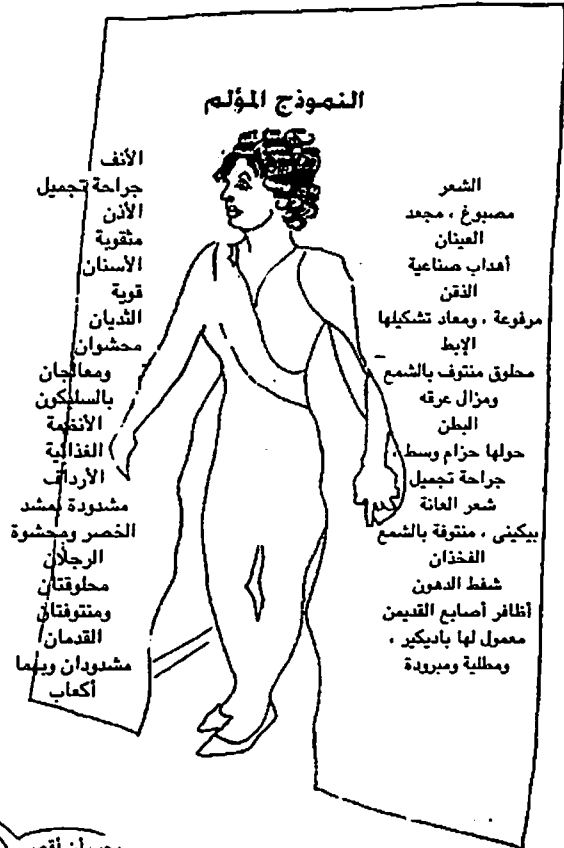 النموذج المؤلم
الشعر
مصبوغ ، مجعد
العينان
أهداب صناعية
الذقن
مرفوعة ، ومعاد تشكيلها
الإبط
محلوق منتوف بالشمع
ومزال عرقه
البطن
حولها حزام وسط ،
جراحة تجميل
شعر العانة
بيكينى ، منتوفة بالشمع
الفخذان
شفط الدهون
أظافر أصابع القديمن
معمول لها باديكير ،
ومطلية ومبرودة
الأنف
جراحة تجميل
الأذن
مثقوبة
الأسنان
قوية
الثديان
محشوان
ومعالجان
بالسليكون
الأنظمة
الغذائية
الأرداف
مشدودة بمشد
الخصر ومحشوة
الرجلان
محلوقتان
ومنتوفتان
القدمان
مشدودان وبهما
أكعاب